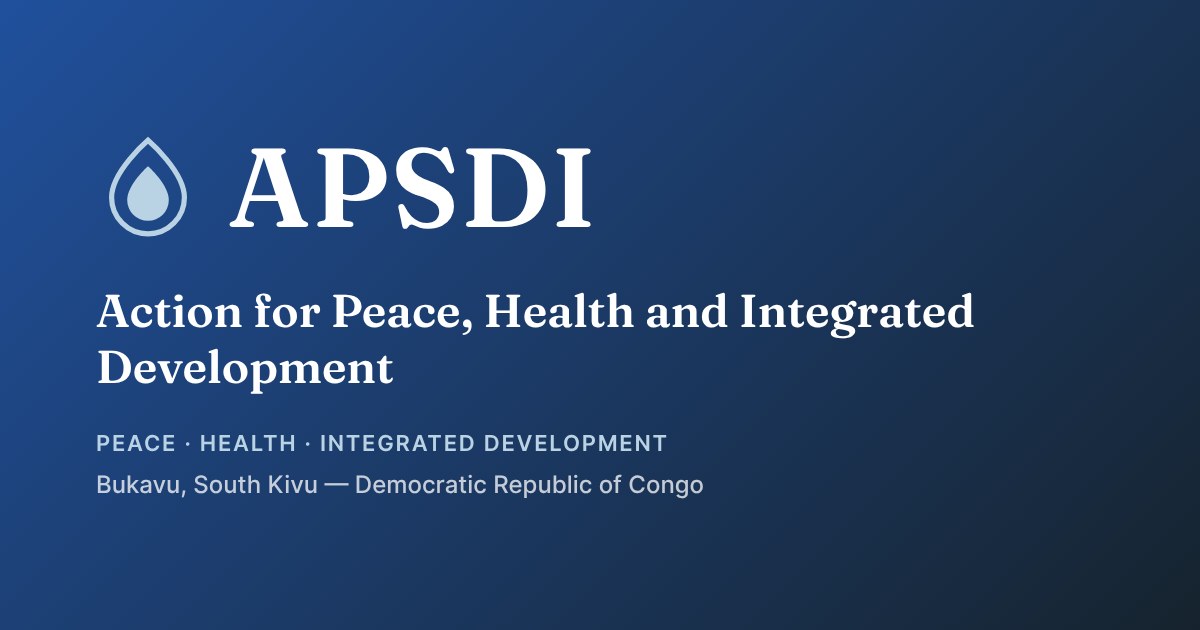 APSDI
Action for Peace, Health and Integrated
Development
PEACE · HEALTH · INTEGRATED DEVELOPMENT
Bukavu, South Kivu — Democratic Republic of Congo